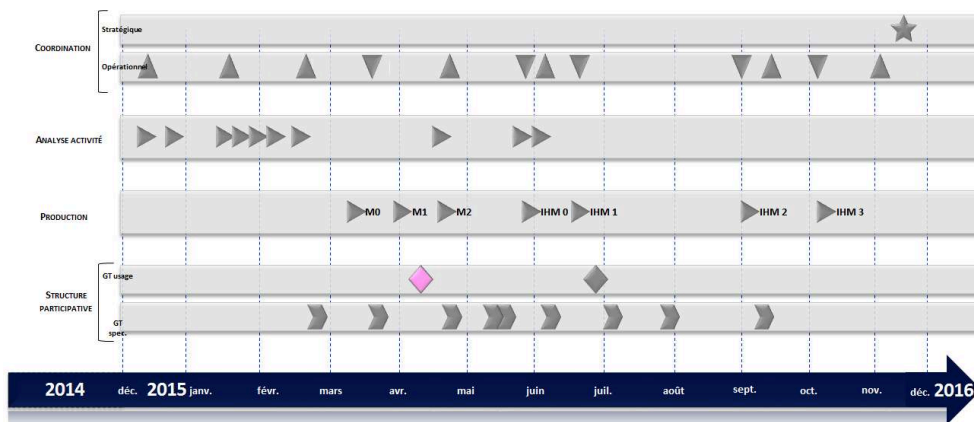 Stratégique
COORDINATION
Opérationnel
ANALYSE ACTIVITÉ
PRODUCTION
M0
M1
M2
IHM 0
IHM 1
IHM 2
IHM 3
GT usage
STRUCTURE
PARTICIPATIVE
GT
spec.
2014 déc. 2015 janv. févr. mars avr. mai juin juil. août sept. oct. nov. déc. 2016